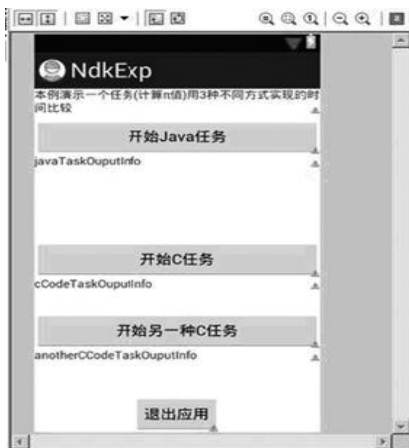 NdkExp
本例演示一个任务(计算π值)用3种不同方式实现的时
间比较
开始Java任务
javaTaskOuputInfo
开始C任务
cCodeTaskOuputInfo
开始另一种C任务
anotherCCodeTaskOuputInfo
退出应用